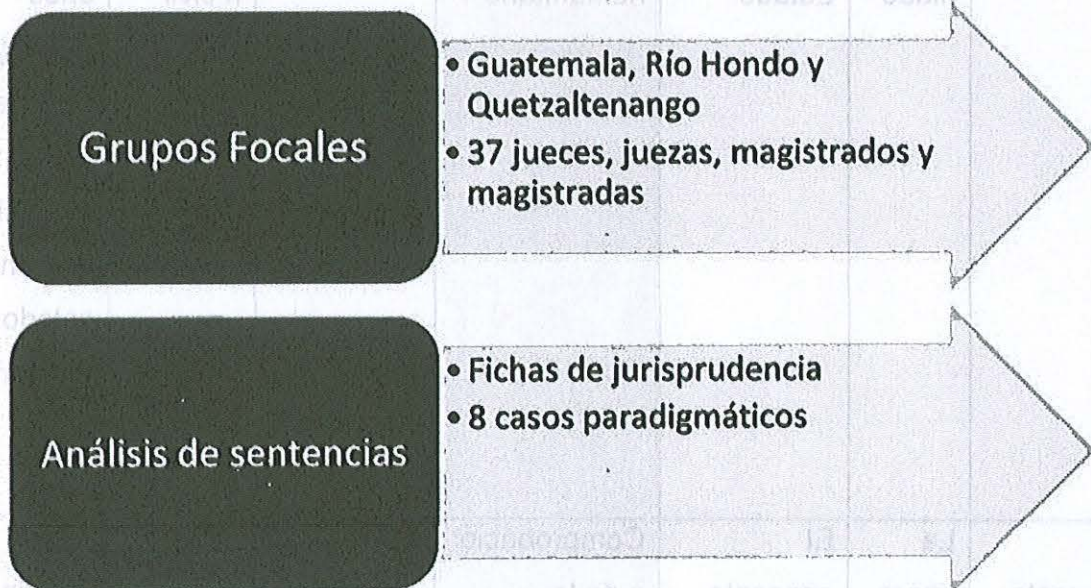 Grupos Focales
• Guatemala, Río Hondo y
Quetzaltenango
• 37 jueces, juezas, magistrados y
magistradas
Análisis de sentencias
• Fichas de jurisprudencia
• 8 casos paradigmáticos